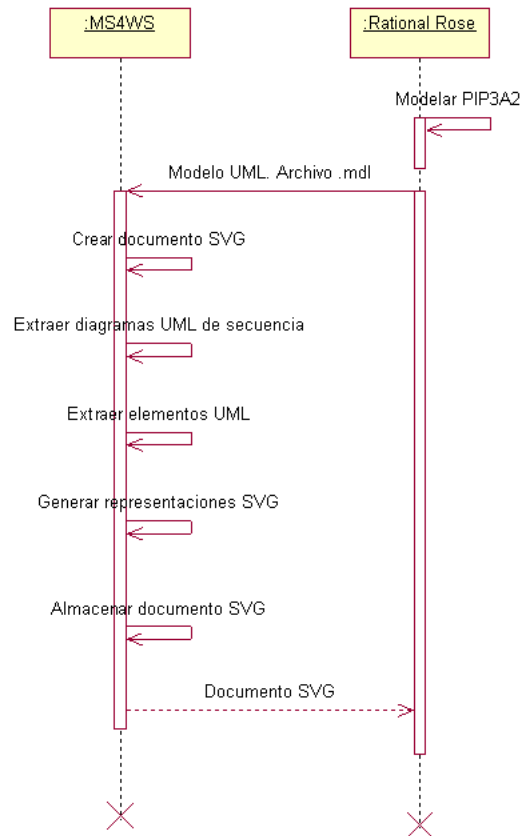 :MS4WS
:Rational Rose
Modelar PIP3A2
Modelo UML. Archivo .mdl
Crear documento SVG
Extraer diagramas UML de secuencia
Extraer elementos UML
Generar representaciones SVG
Almacenar documento SVG
Documento SVG